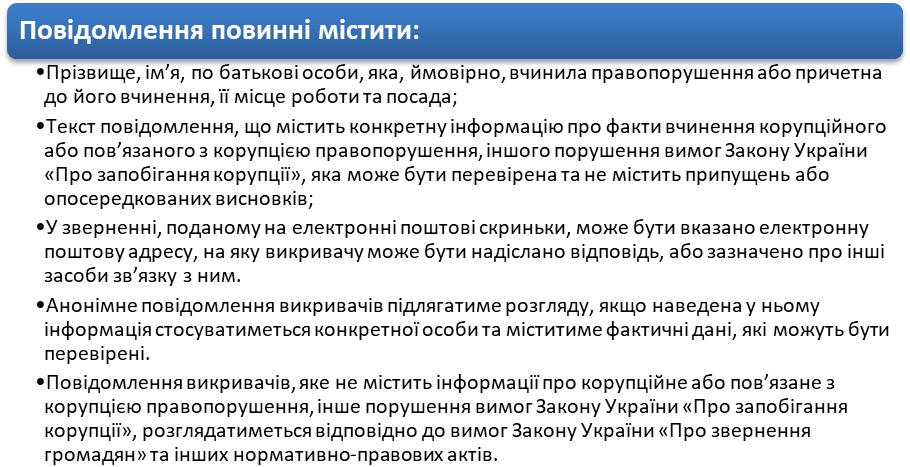 Повідомлення повинні містити:
•Прізвище, ім’я, по батькові особи, яка, ймовірно, вчинила правопорушення або причетна
до його вчинення, її місце роботи та посада;
•Текст повідомлення, що містить конкретну інформацію про факти вчинення корупційного
або пов’язаного з корупцією правопорушення, іншого порушення вимог Закону України
«Про запобігання корупції», яка може бути перевірена та не містить припущень або
опосередкованих висновків;
•У зверненні, поданому на електронні поштові скриньки, може бути вказано електронну
поштову адресу, на яку викривачу може бути надіслано відповідь, або зазначено про інші
засоби зв’язку з ним.
•Анонімне повідомлення викривачів підлягатиме розгляду, якщо наведена у ньому
інформація стосуватиметься конкретної особи та міститиме фактичні дані, які можуть бути
перевірені.
•Повідомлення викривачів, яке не містить інформації про корупційне або пов’язане з
корупцією правопорушення, інше порушення вимог Закону України «Про запобігання
корупції», розглядатиметься відповідно до вимог Закону України «Про звернення
громадян» та інших нормативно-правових актів.